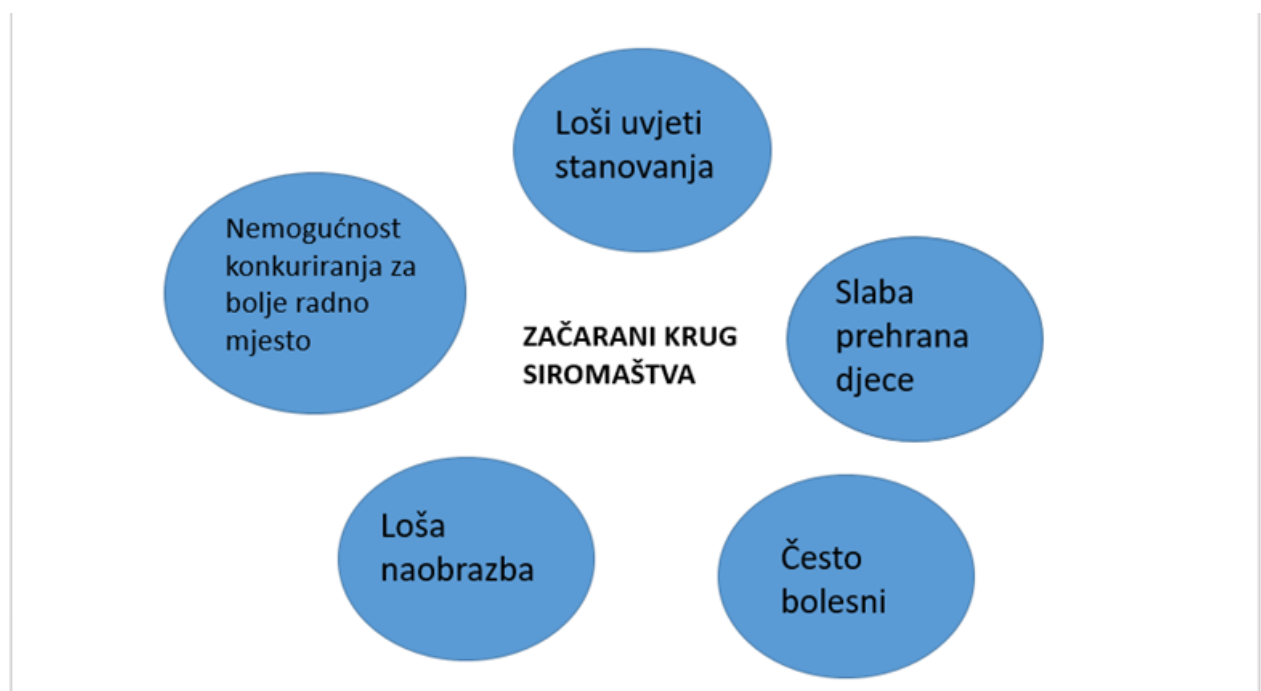 Loši uvjeti
stanovanja
Nemogućnost
konkuriranja za
bolje radno
mjesto
Slaba
prehrana
djece
ZAČARANI KRUG
SIROMAŠTVA
Loša
naobrazba
Često
bolesni